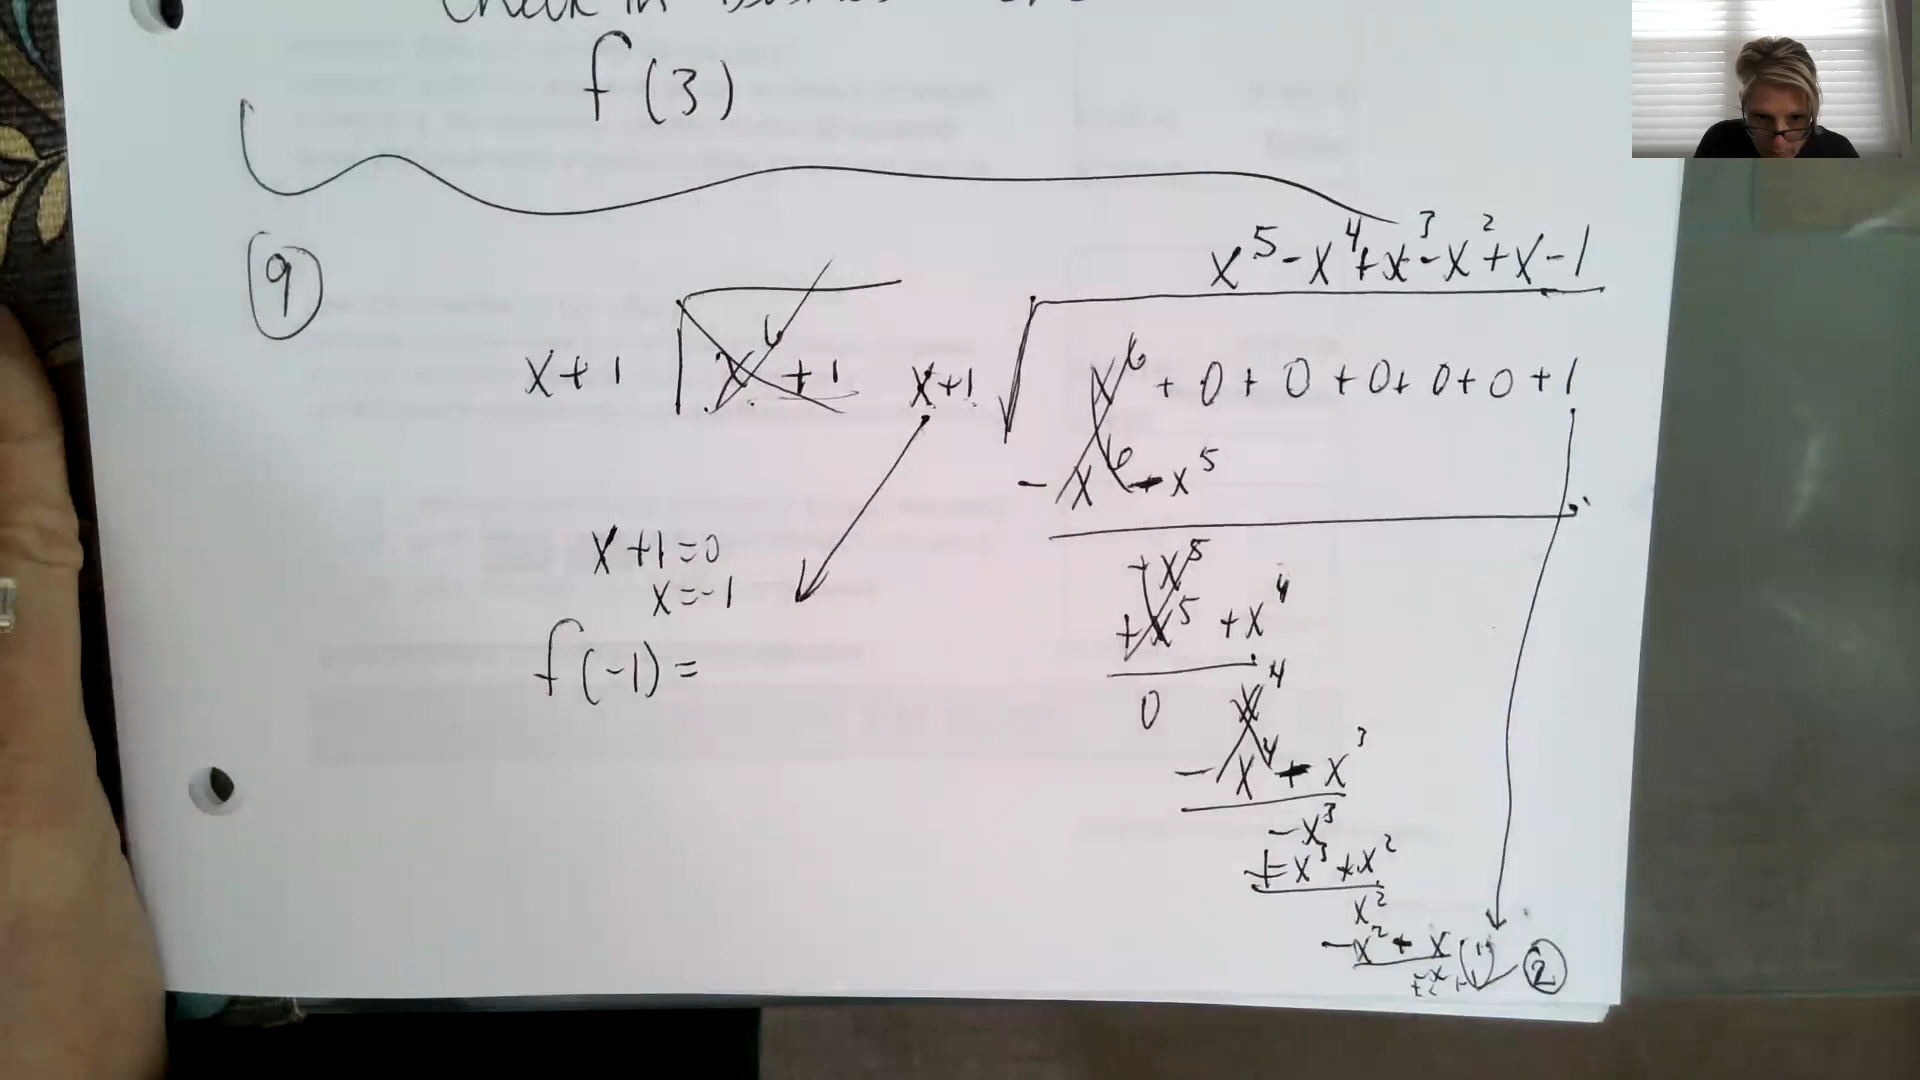 f(3)
9
x+1 x^6+1
x^5-x^4+x^3-x^2+x-1
x+1 x^6+0+0+0+0+0+1
-x^6-x^5
x+1=0
x=-1
f(-1)=
-x^5
+x^5 +x^4
0 x^4
-x^4-x^3
-x^3
+-x^3+x^2
x^2
-x^2-x
2